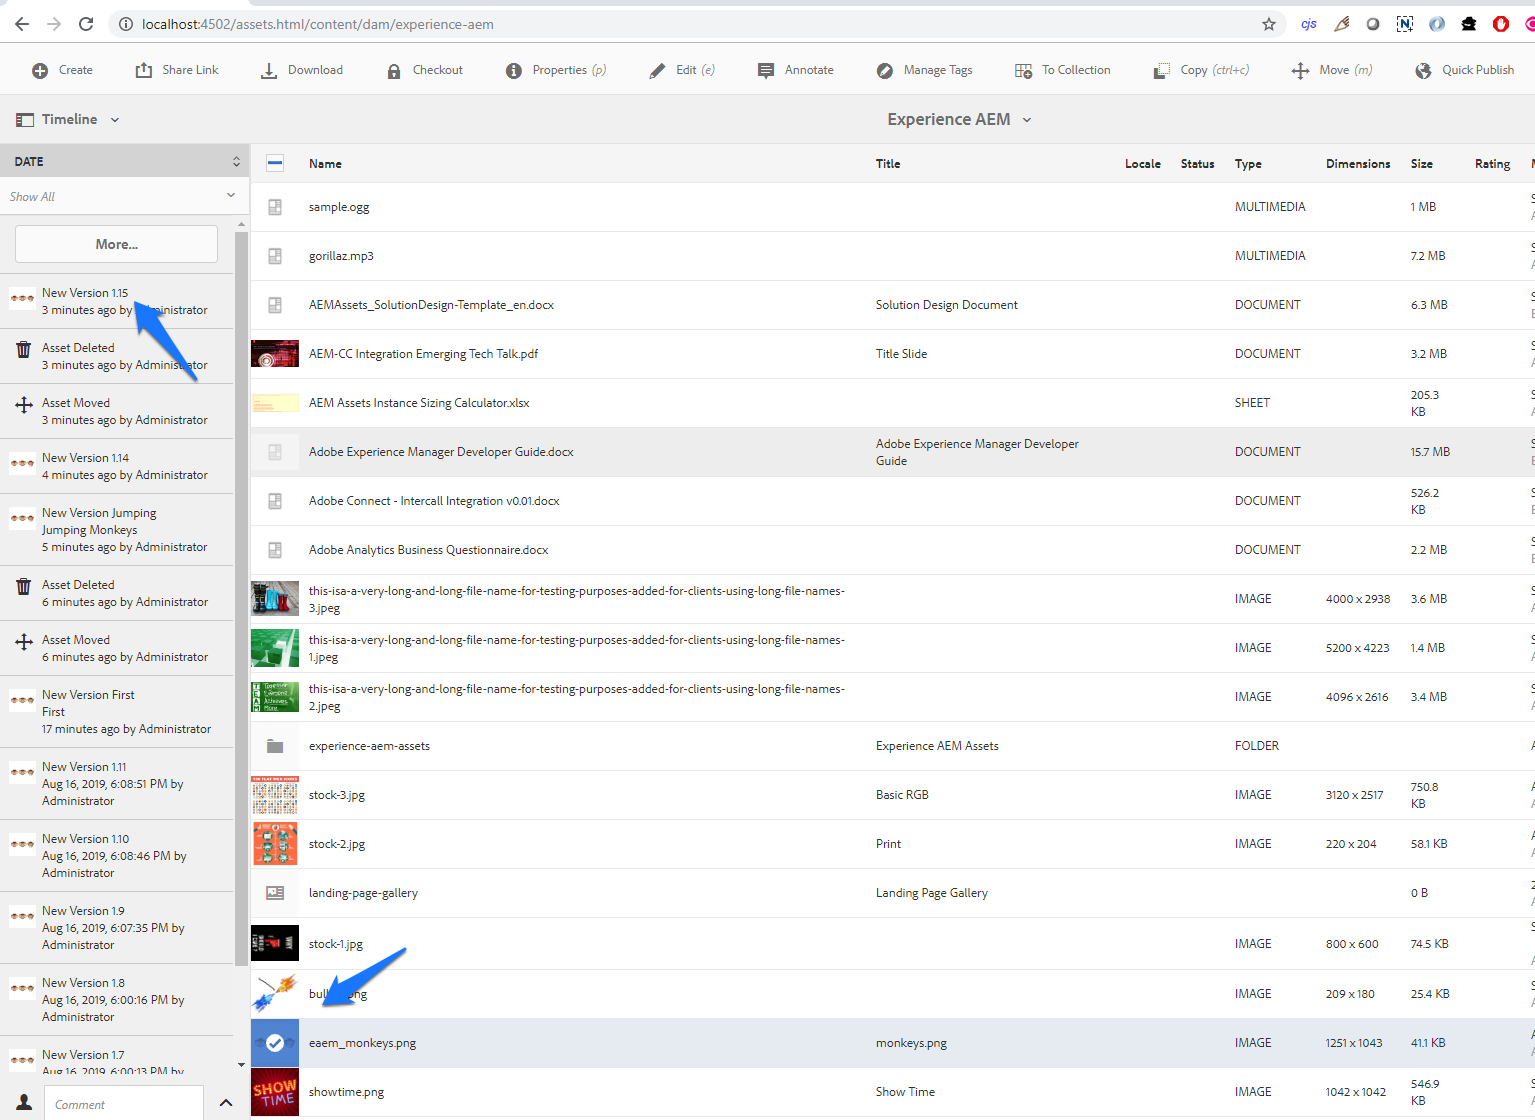 localhost:4502/assets.html/content/dam/experience-aem
cjs
Create Share Link Download Checkout Properties (p) Edit (e) Annotate Manage Tags To Collection Copy (ctrl+c) Move (m) Quick Publish
Timeline
Experience AEM
DATE
Show All
More...
New Version 1.15
3 minutes ago by
Asset Deleted
3 minutes ago by Administrator
Asset Moved
3 minutes ago by Administrator
New Version 1.14
4 minutes ago by Administrator
New Version Jumping
Jumping Monkeys
5 minutes ago by Administrator
Asset Deleted
6 minutes ago by Administrator
Asset Moved
6 minutes ago by Administrator
New Version First
First
17 minutes ago by Administrator
New Version 1.11
Aug 16, 2019, 6:08:51 PM by
Administrator
New Version 1.10
Aug 16, 2019, 6:08:46 PM by
Administrator
New Version 1.9
Aug 16, 2019, 6:07:35 PM by
Administrator
New Version 1.8
Aug 16, 2019, 6:00:16 PM by
Administrator
New Version 1.7
Aug 16, 2019, 6:00:13 PM by
Comment
Name Title Locale Status Type Dimensions Size Rating
sample.ogg MULTIMEDIA 1 MB
gorillaz.mp3 MULTIMEDIA 7.2 MB
AEMAssets_SolutionDesign-Template_en.docx Solution Design Document DOCUMENT 6.3 MB
AEM-CC Integration Emerging Tech Talk.pdf Title Slide DOCUMENT 3.2 MB
AEM Assets Instance Sizing Calculator.xlsx SHEET 205.3
KB
Adobe Experience Manager Developer Guide.docx Adobe Experience Manager Developer
Guide DOCUMENT 15.7 MB
Adobe Connect - Intercall Integration v0.01.docx DOCUMENT 526.2
KB
Adobe Analytics Business Questionnaire.docx DOCUMENT 2.2 MB
this-isa-a-very-long-and-long-file-name-for-testing-purposes-added-for-clients-using-long-file-names-
3.jpeg IMAGE 4000 x 2938 3.6 MB
this-isa-a-very-long-and-long-file-name-for-testing-purposes-added-for-clients-using-long-file-names-
1.jpeg IMAGE 5200 x 4223 1.4 MB
this-isa-a-very-long-and-long-file-name-for-testing-purposes-added-for-clients-using-long-file-names-
2.jpeg IMAGE 4096 x 2616 3.4 MB
experience-aem-assets Experience AEM Assets FOLDER
stock-3.jpg Basic RGB IMAGE 3120 x 2517 750.8
KB
stock-2.jpg Print IMAGE 220 x 204 58.1 KB
landing-page-gallery Landing Page Gallery 0 B
stock-1.jpg IMAGE 800 x 600 74.5 KB
IMAGE 209 x 180 25.4 KB
eaem_monkeys.png monkeys.png IMAGE 1251 x 1043 41.1 KB
SHOW
TIME
showtime.png Show Time IMAGE 1042 x 1042 546.9
KB